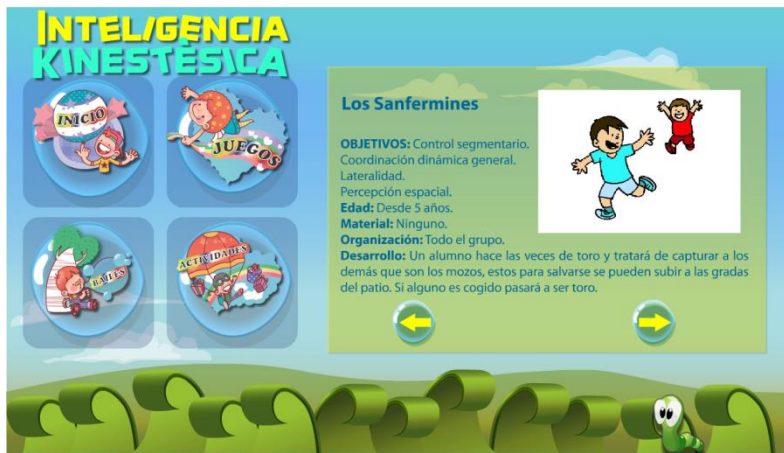 INTELIGENCIA
KINESTÈSICA
INICIO
JUEGOS
BAILES
ACTIVIDADES
Los Sanfermines
OBJETIVOS: Control segmentario.
Coordinación dinámica general.
Lateralidad.
Percepción espacial.
Edad: Desde 5 años.
Material: Ninguno.
Organización: Todo el grupo.
Desarrollo: Un alumno hace las veces de toro y tratará de capturar a los
demás que son los mozos, estos para salvarse se pueden subir a las gradas
del patio. Si alguno es cogido pasará a ser toro.